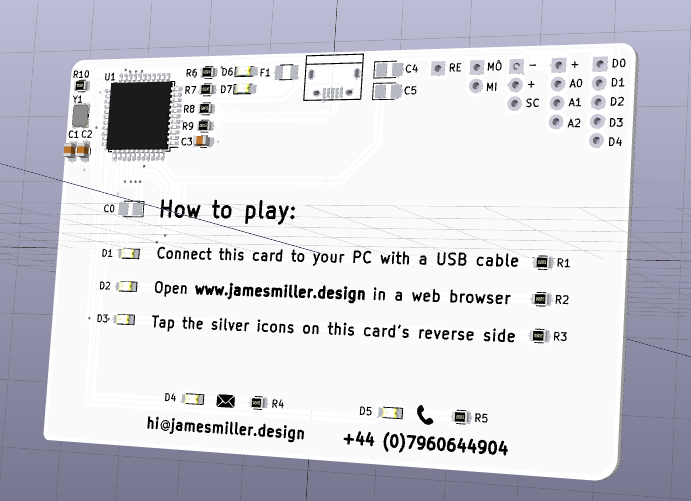 R10
U1
R6
D6
F1
C4
RE
MO
−
+
D0
R7
D7
C5
MI
+
A0
D1
Y1
R8
SC
A1
D2
C1 C2
R9
A2
D3
C3
D4
C0
How to play:
D1
Connect this card to your PC with a USB cable
R1
D2
Open www.jamesmiller.design in a web browser
R2
D3
Tap the silver icons on this card's reverse side
R3
D4
R4
D5
R5
hi@jamesmiller.design
+44 (0)7960644904